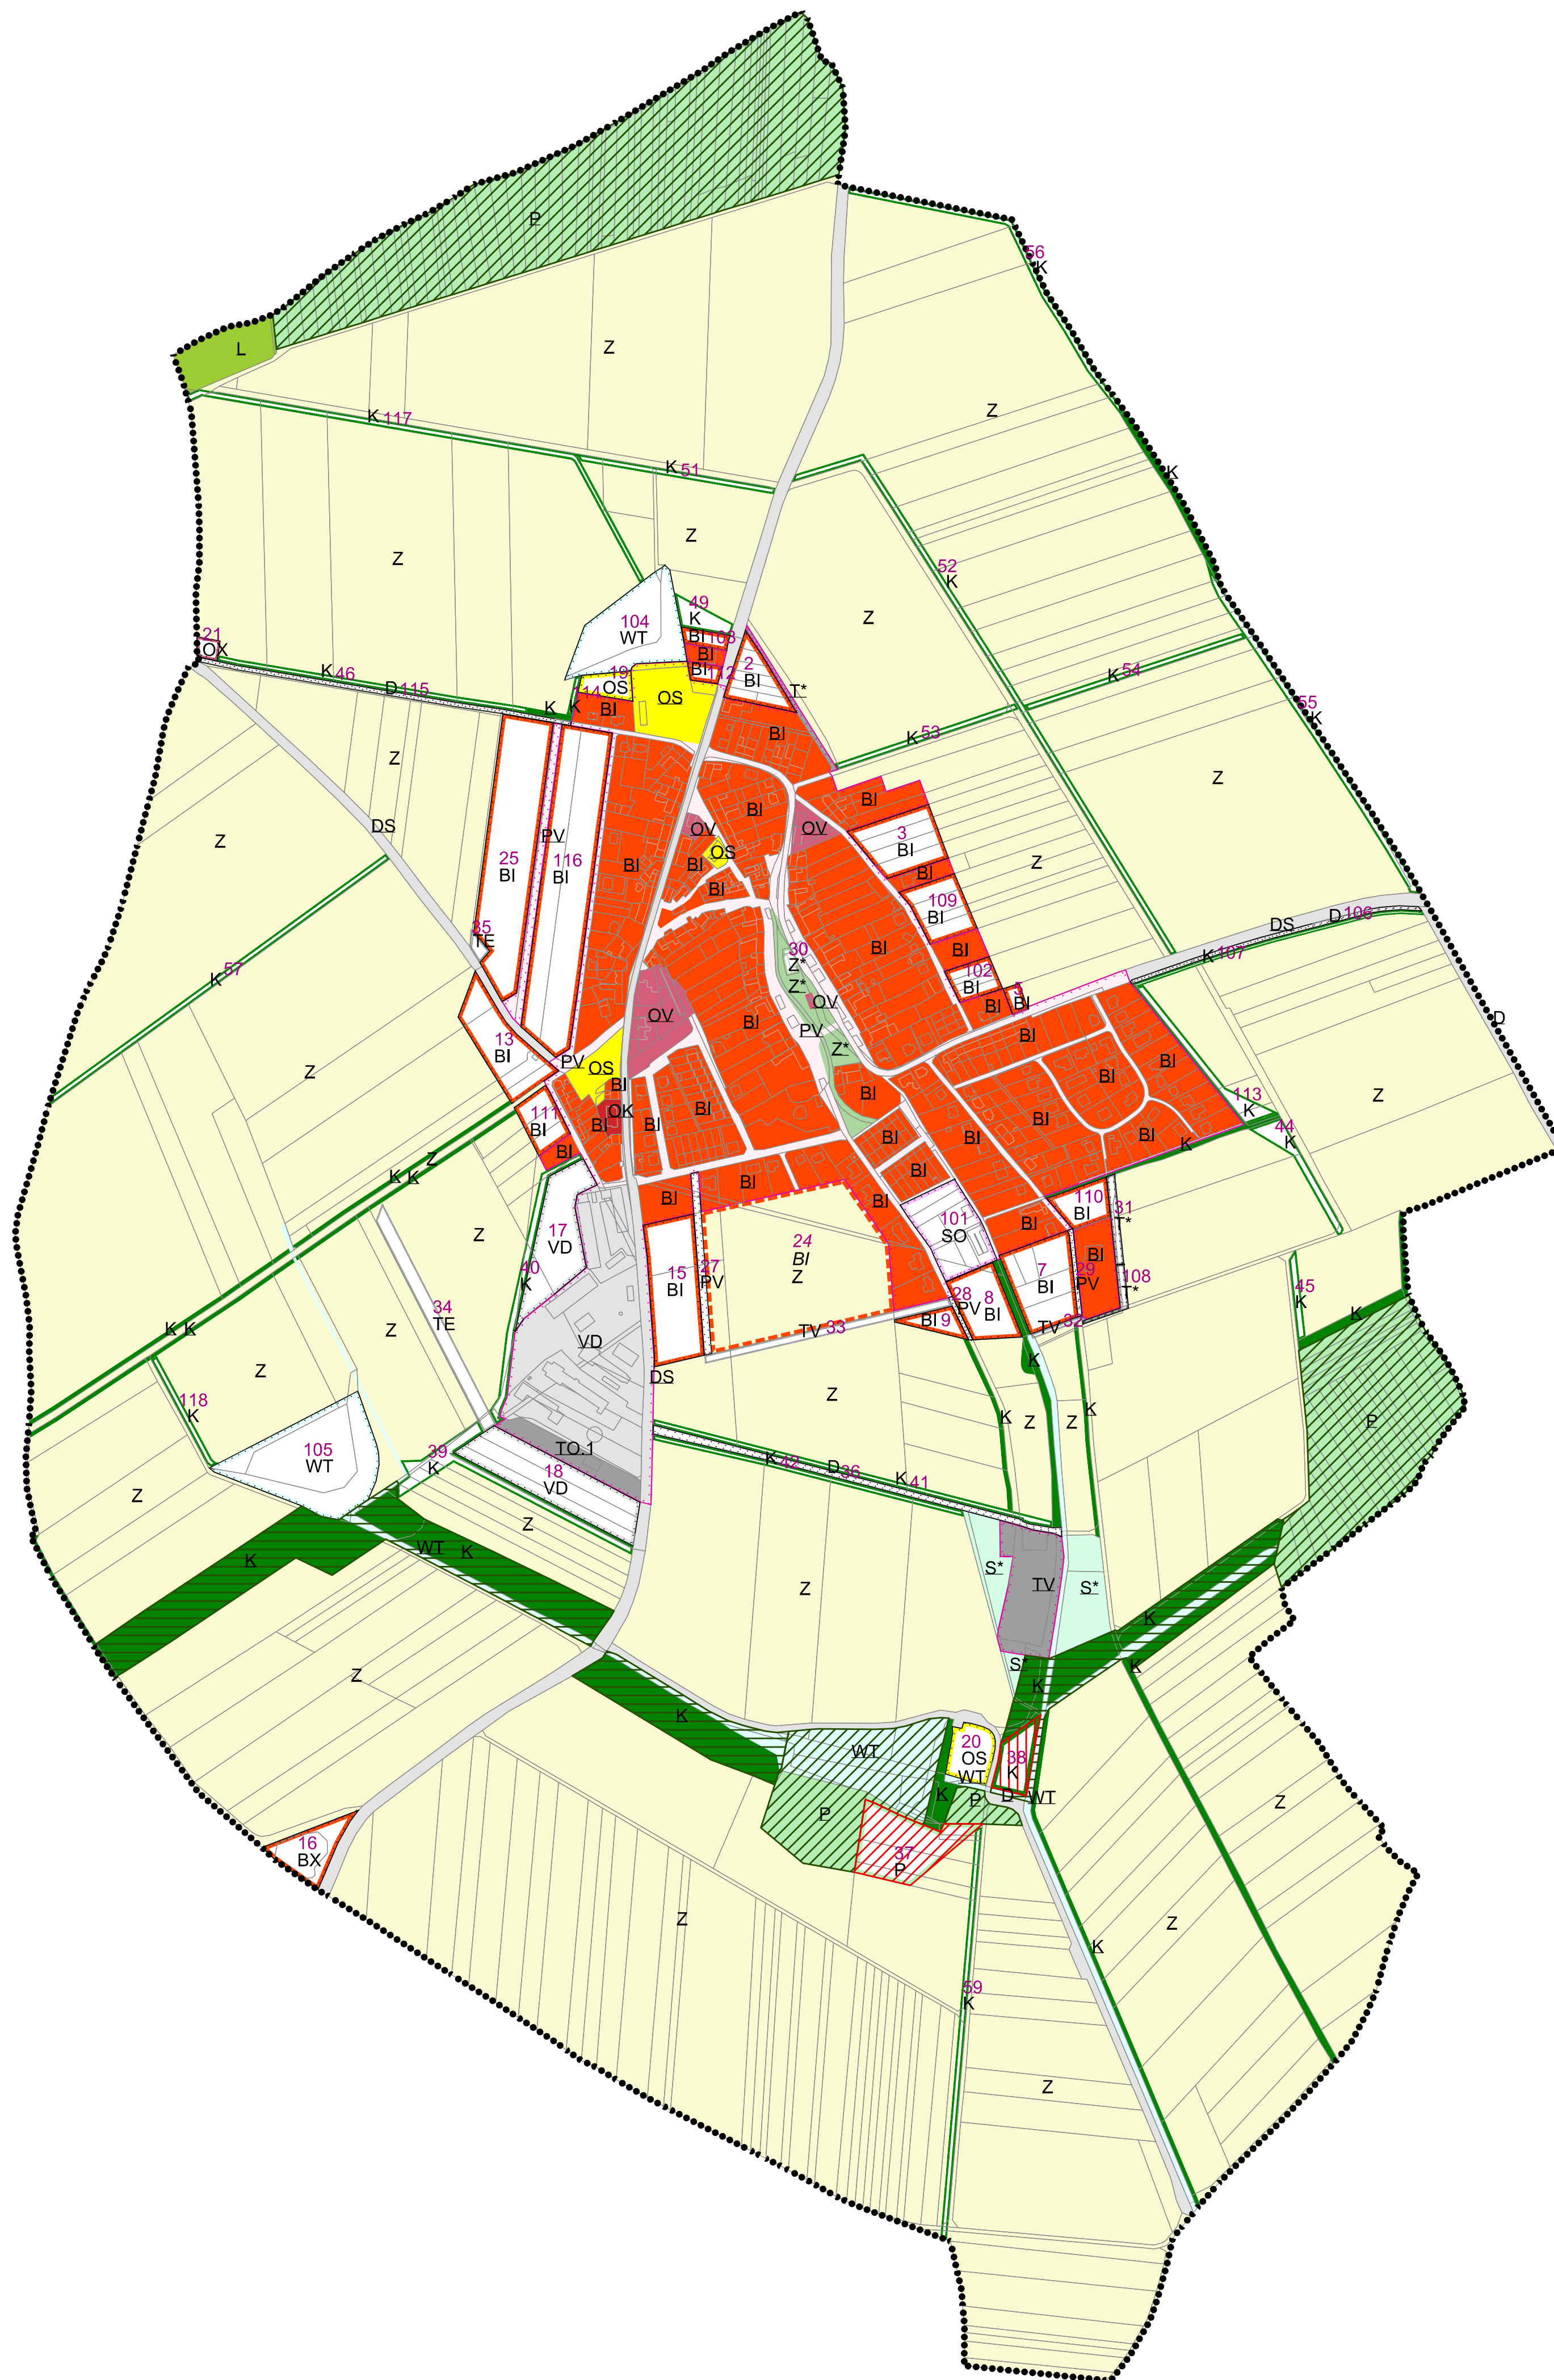 P
56
K
L
Z
Z
K 117
K 51
K
Z
Z
52
K
Z
49
K
104
WT
BI
103
BI
BI
112
2
BI
T*
21
OX
K 46
D 115
19
OS
OS
114
BI
K
K
K 54
55
K
K 53
BI
Z
DS
Z
Z
PV
25
BI
116
BI
BI
BI
OV
OS
BI
BI
OV
BI
3
BI
BI
109
BI
Z
BI
BI
102
BI
BI
5
BI
35
TE
K 57
30
Z*
Z*
OV
PV
Z*
DS
D 106
K 107
D
OV
BI
13
BI
Z
PV
OS
BI
OK
BI
BI
BI
111
BI
BI
BI
BI
BI
BI
BI
BI
BI
BI
BI
113
K
44
K
K
Z
Z
K K
BI
BI
BI
101
SO
BI
110
BI
31
T*
BI
17
VD
Z
40
K
15
BI
27
PV
24
BI
Z
7
BI
29
PV
108
T*
45
K
K
28
PV
8
BI
BI 9
TV 33
TV 32
34
TE
Z
VD
DS
K K
Z
K
Z
K
Z
Z
K
P
118
K
105
WT
39
K
TO.1
18
VD
K 42
D 36
K 41
Z
Z
WT
K
K
Z
S*
TV
S*
K
S*
K
K
Z
K
WT
20
OS
WT
38
K
K
P
D
WT
P
37
P
Z
16
BX
Z
Z
K
59
K
Z